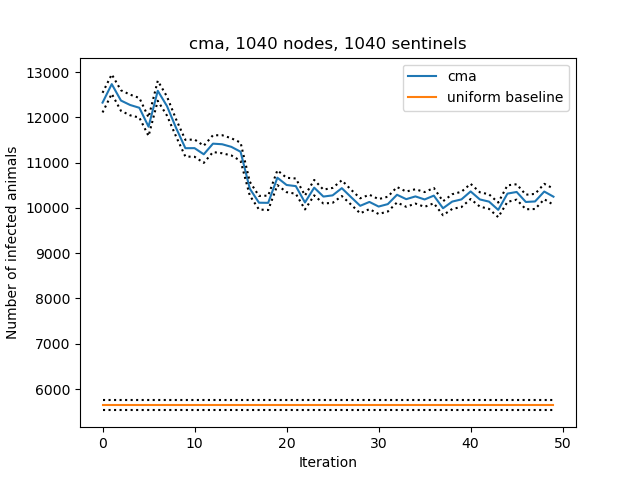 cma, 1040 nodes, 1040 sentinels
cma
uniform baseline
Number of infected animals
13000
12000
11000
10000
9000
8000
7000
6000
0
10
20
30
40
50
Iteration